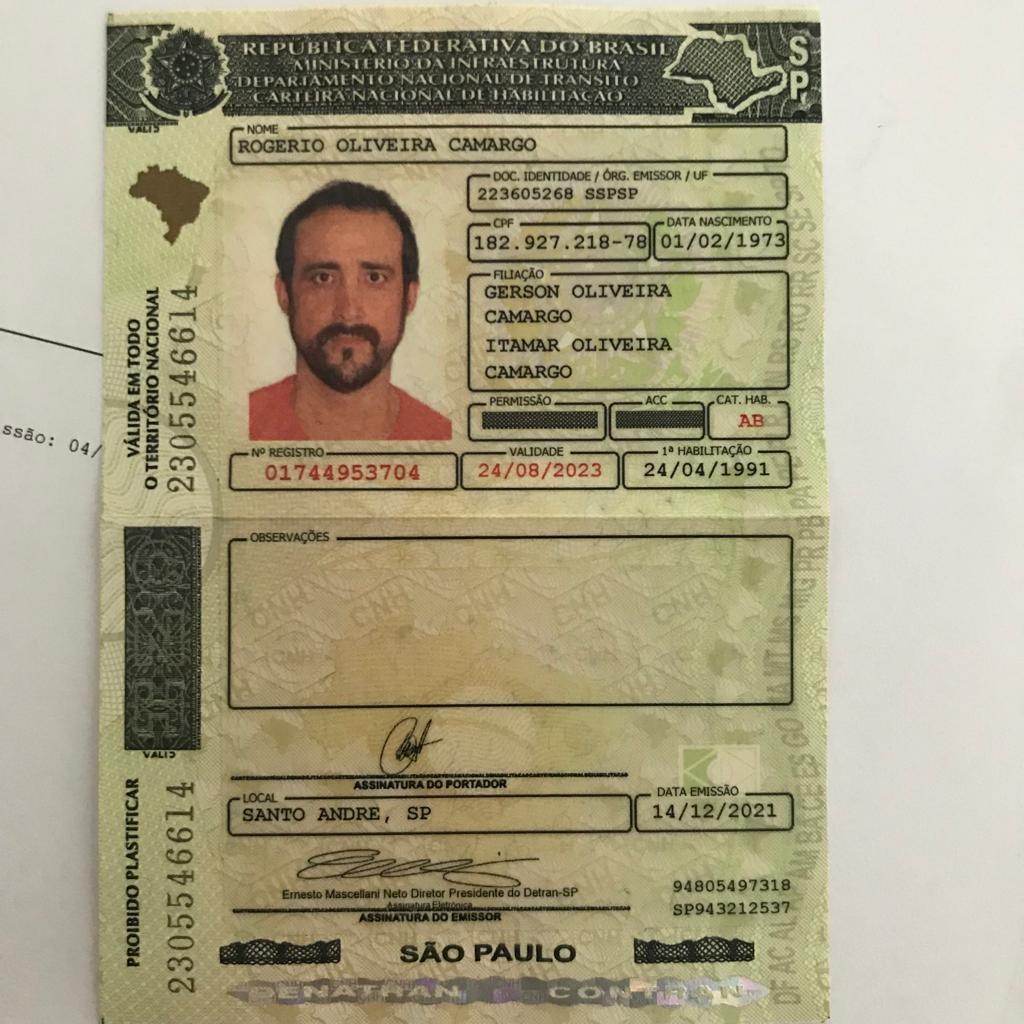 REPÚBLICA FEDERATIVA DO BRASIL
MINISTÉRIO DA INFRAESTRUTURA
DEPARTAMENTO NACIONAL DE TRÂNSITO
CARTEIRA NACIONAL DE HABILITAÇÃO
SP
NOME
ROGERIO OLIVEIRA CAMARGO
DOC. IDENTIDADE / ÓRG. EMISSOR / UF
223605268 SSPSP
CPF
182.927.218-78
DATA NASCIMENTO
01/02/1973
FILIAÇÃO
GERSON OLIVEIRA
CAMARGO
ITAMAR OLIVEIRA
CAMARGO
PERMISSÃO
ACC
CAT. HAB.
AB
Nº REGISTRO
01744953704
VALIDADE
24/08/2023
1ª HABILITAÇÃO
24/04/1991
VÁLIDA EM TODO
O TERRITÓRIO NACIONAL
2305546614
ssão: 04/
OBSERVAÇÕES
ASSINATURA DO PORTADOR
LOCAL
SANTO ANDRE, SP
DATA EMISSÃO
14/12/2021
Ernesto Mascellani Neto Diretor Presidente do Detran-SP
Assinatura Eletrônica
ASSINATURA DO EMISSOR
94805497318
SP943212537
PROIBIDO PLASTIFICAR
2305546614
SÃO PAULO
DENATRAN CONTRAN